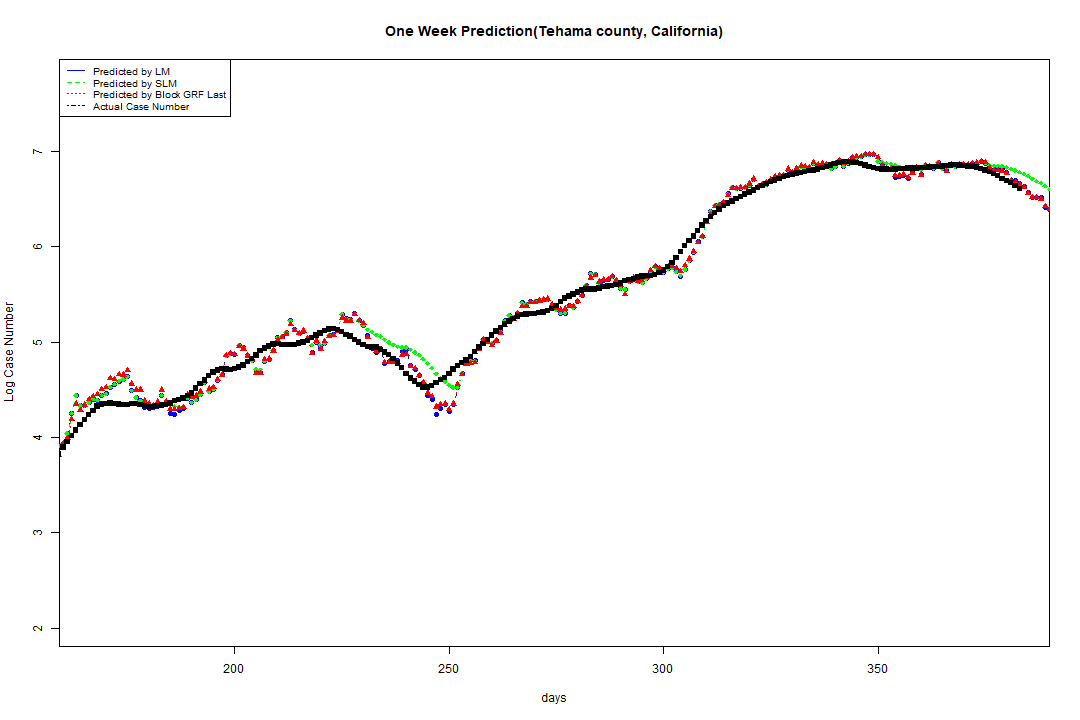 One Week Prediction(Tehama county, California)
Predicted by LM
Predicted by SLM
Predicted by Block GRF Last
Actual Case Number
7
6
5
4
3
2
Log Case Number
200
250
300
350
days